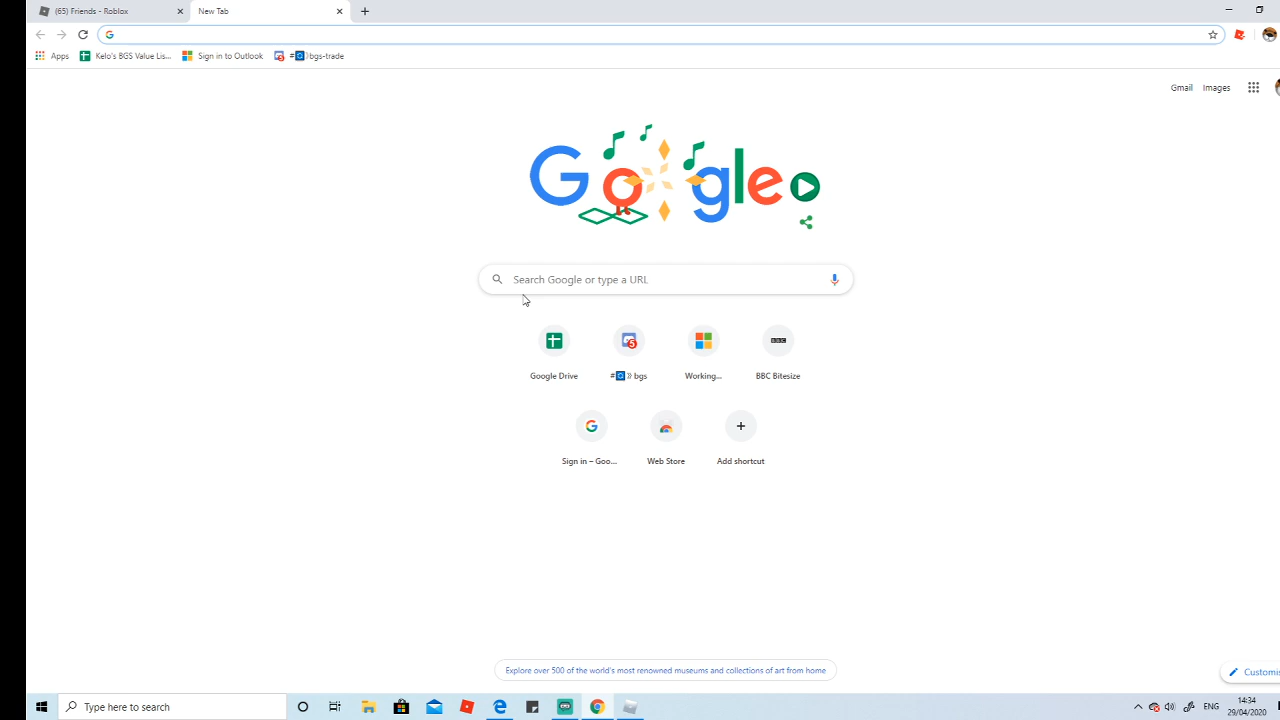 (65) Friends - Roblox
New Tab
Apps
Kelo's BGS Value Lis...
Sign in to Outlook
#bgs-trade
Gmail
Images
Google
Search Google or type a URL
5
BBC
Google Drive
#» bgs
Working...
BBC Bitesize
Sign in – Goo...
Web Store
Add shortcut
Explore over 500 of the world's most renowned museums and collections of art from home
Customis
Type here to search
ENG
14:34
29/04/2020